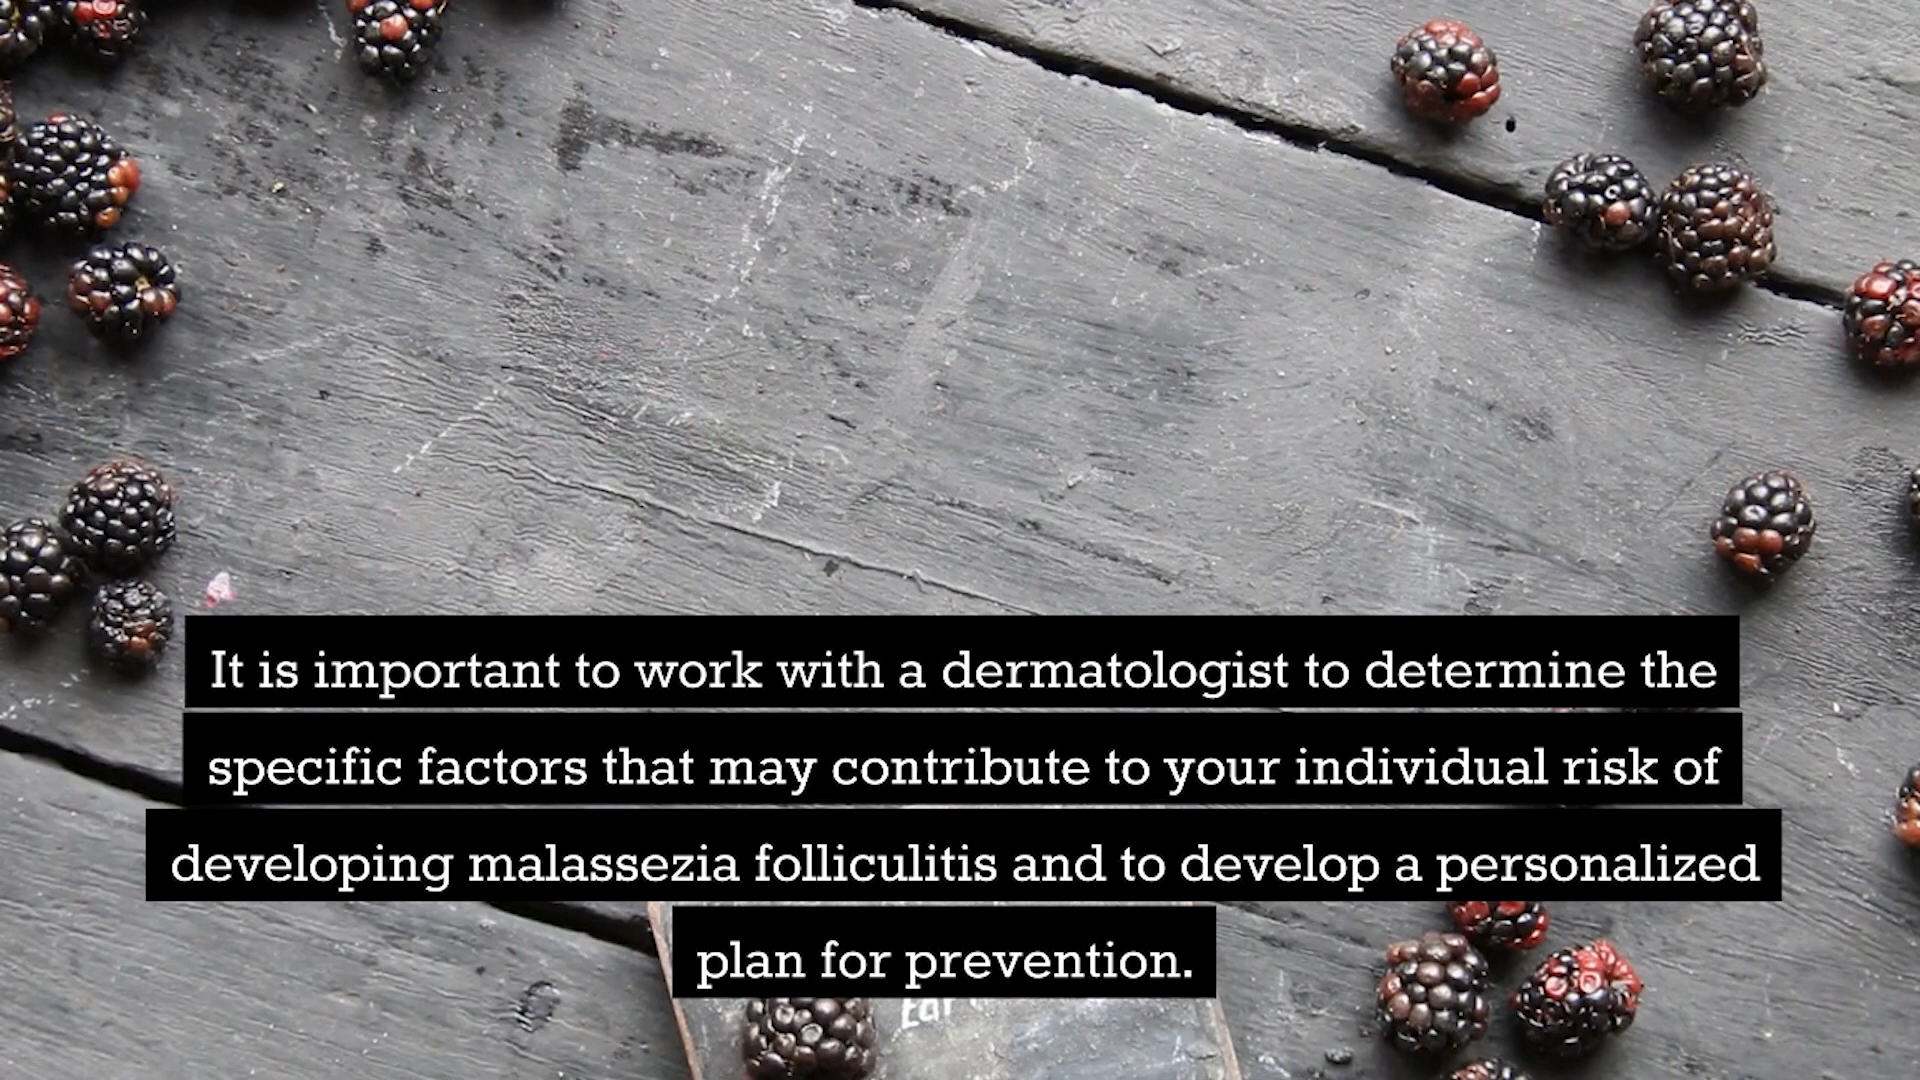 It is important to work with a dermatologist to determine the
specific factors that may contribute to your individual risk of
developing malassezia folliculitis and to develop a personalized
plan for prevention.